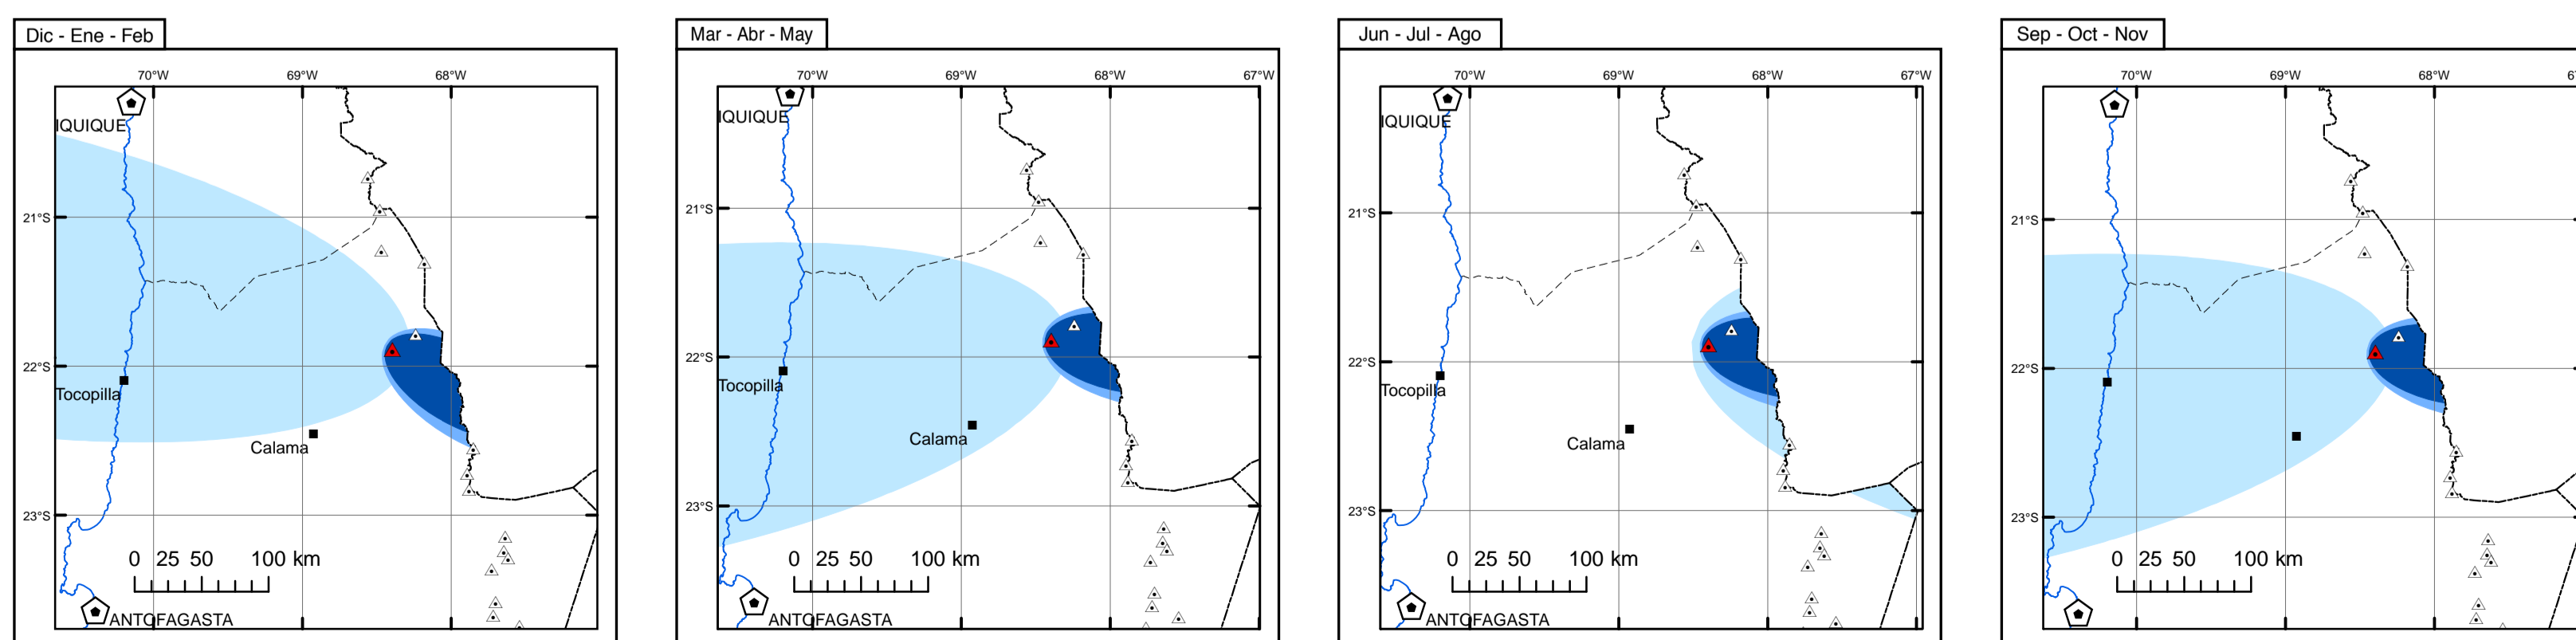 Dic - Ene - Feb
70°W 69°W 68°W
IQUIQUE
21°S
22°S
Tocopilla
Calama
23°S
0 25 50 100 km
ANTOFAGASTA
Mar - Abr - May
70°W 69°W 68°W 67°W
IQUIQUE
21°S
22°S
Tocopilla
Calama
23°S
0 25 50 100 km
ANTOFAGASTA
Jun - Jul - Ago
70°W 69°W 68°W 67°W
IQUIQUE
21°S
22°S
Tocopilla
Calama
23°S
0 25 50 100 km
ANTOFAGASTA
Sep - Oct - Nov
70°W 69°W 68°W
21°S
22°S
23°S
0 25 50 100 km